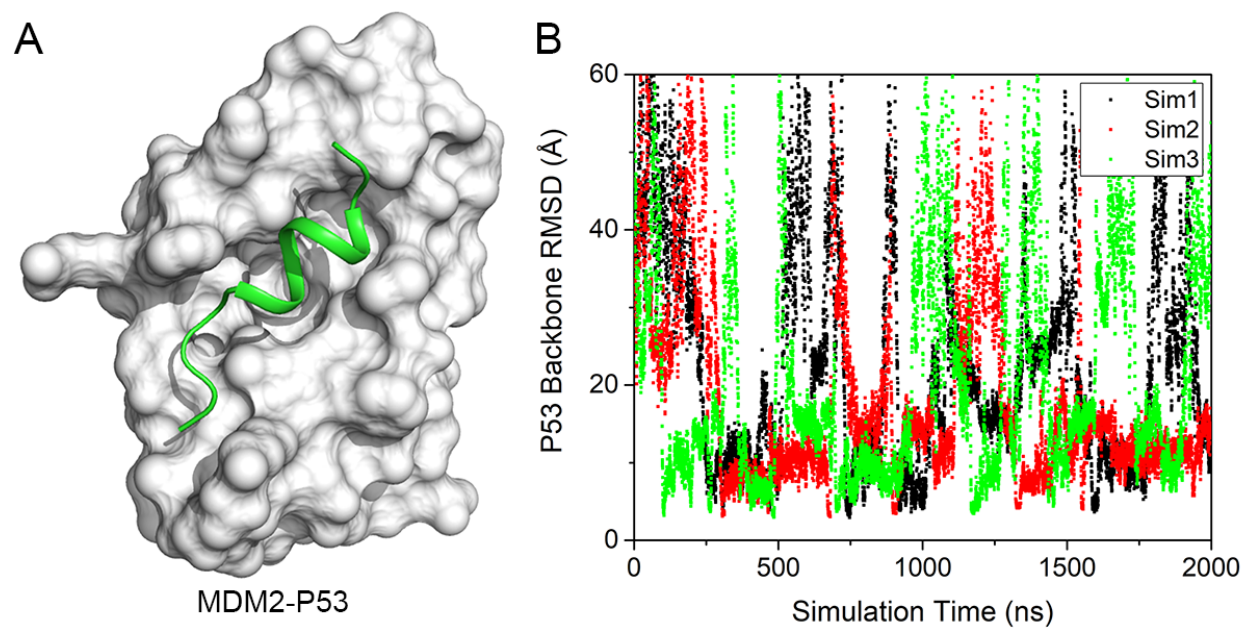 A
MDM2-P53
B
P53 Backbone RMSD (Å)
60
40
20
0
Sim1
Sim2
Sim3
0
500
1000
1500
2000
Simulation Time (ns)